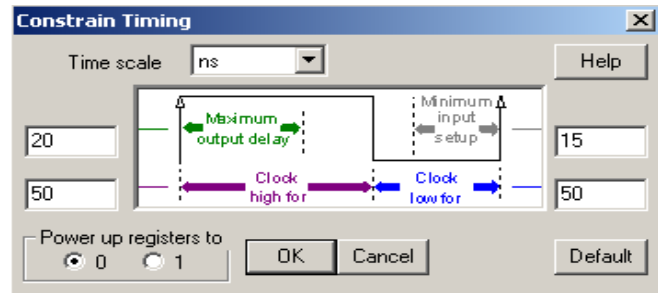 Constrain Timing
Time scale
ns
Help
Maximum
output delay
Minimum
input
setup
20
15
Clock
high for
Clock
low for
50
50
Power up registers to
0
1
OK
Cancel
Default